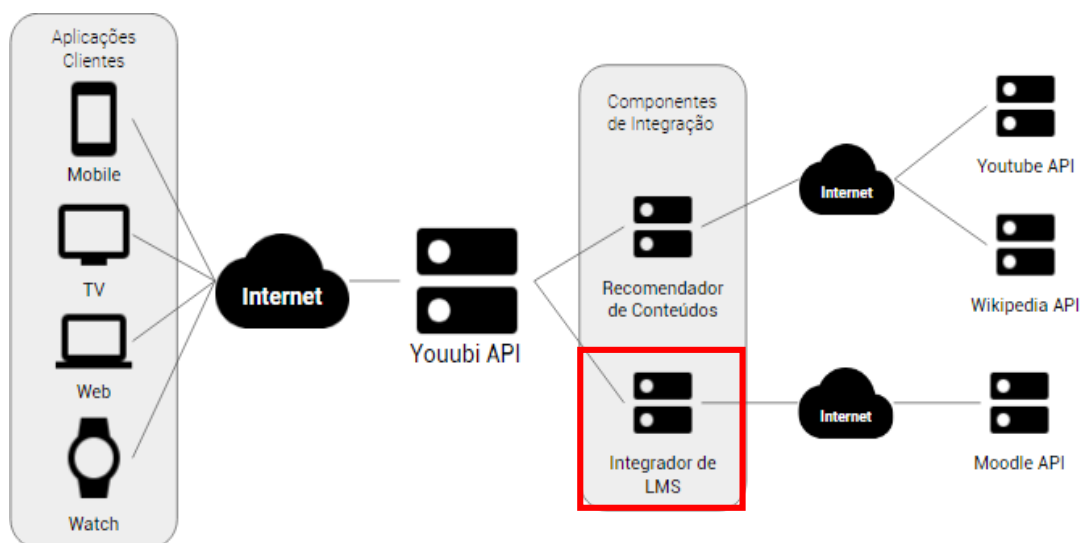 Aplicações
Clientes
Mobile
TV
Web
Watch
Internet
Youubi API
Componentes
de Integração
Recomendador
de Conteúdos
Integrador de
LMS
Internet
Internet
Youtube API
Wikipedia API
Moodle API